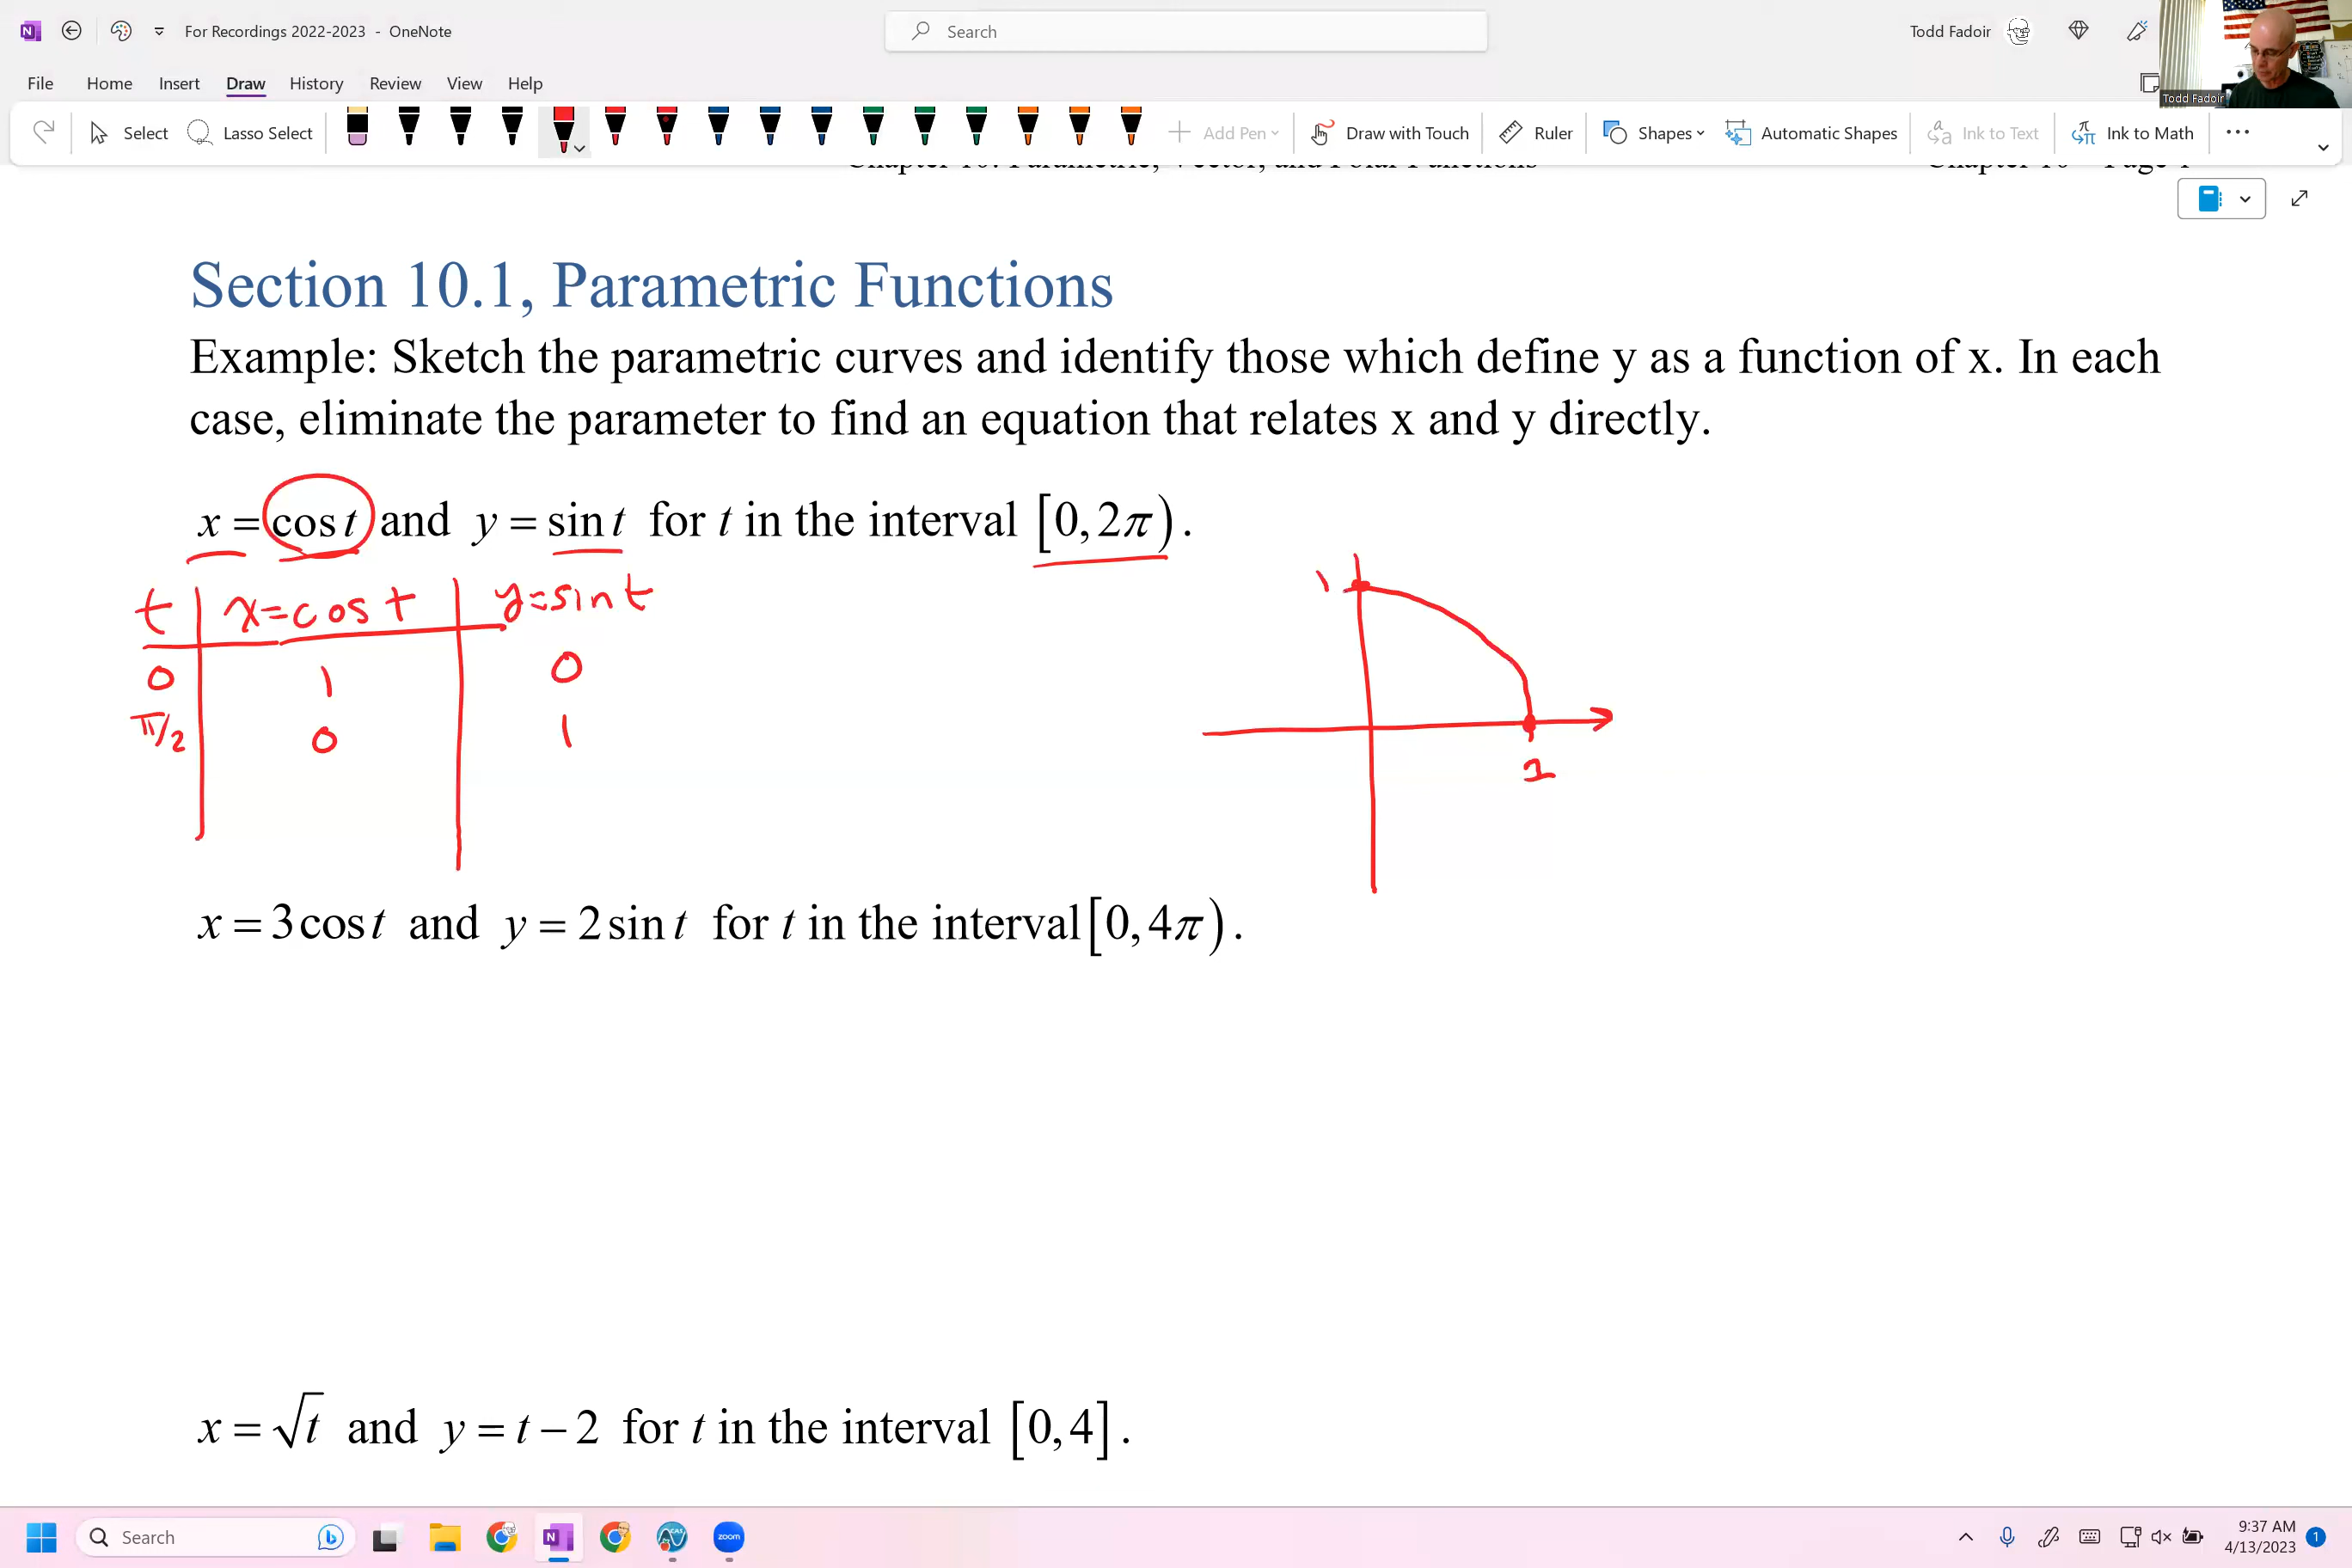 For Recordings 2022-2023 - OneNote
Search
Todd Fadoir
File Home Insert Draw History Review View Help
Todd Fadoir
Select Lasso Select Add Pen Draw with Touch Ruler Shapes Automatic Shapes Ink to Text Ink to Math
Section 10.1, Parametric Functions
Example: Sketch the parametric curves and identify those which define y as a function of x. In each
case, eliminate the parameter to find an equation that relates x and y directly.
x = cos t and y = sin t for t in the interval [0, 2π).
t x=cos t y=sin t
0 1 0
π/2 0 1
1
1
x = 3cos t and y = 2sin t for t in the interval [0, 4π).
x = √t and y = t − 2 for t in the interval [0, 4].
Search
zoom
9:37 AM
4/13/2023
1